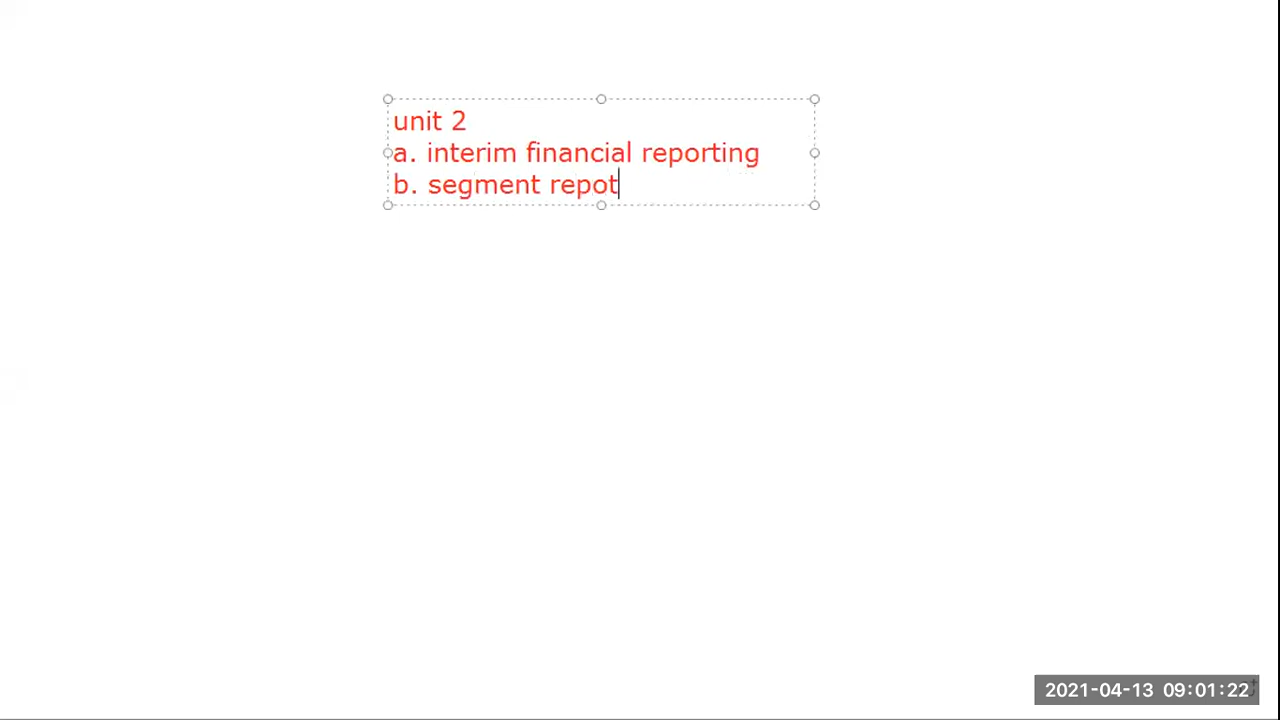 unit 2
a. interim financial reporting
b. segment repot
2021-04-13 09:01:22